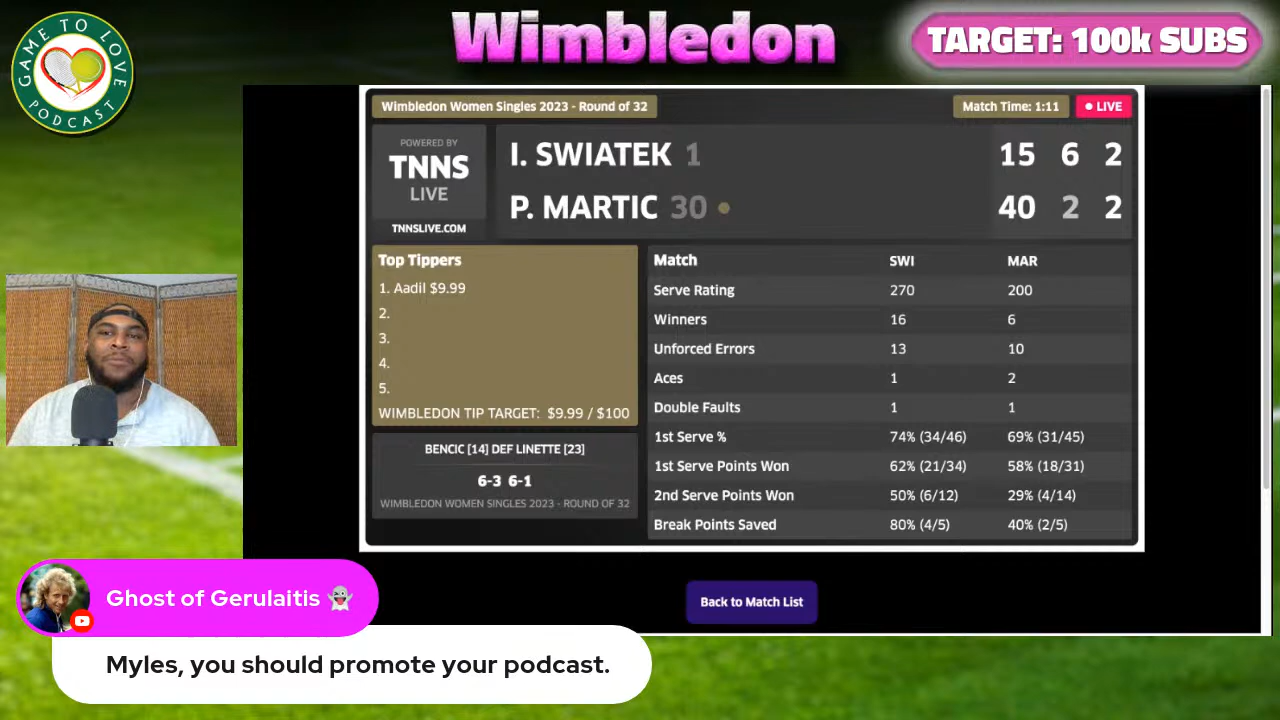 GAME TO LOVE
PODCAST
Wimbledon
TARGET: 100k SUBS
Wimbledon Women Singles 2023 - Round of 32
Match Time: 1:11
LIVE
POWERED BY
TNNS
LIVE
TNNSLIVE.COM
I. SWIATEK 1 15 6 2
P. MARTIC 30 40 2 2
Top Tippers
1. Aadil $9.99
2.
3.
4.
5.
WIMBLEDON TIP TARGET: $9.99 / $100
BENCIC [14] DEF LINETTE [23]
6-3 6-1
WIMBLEDON WOMEN SINGLES 2023 - ROUND OF 32
Match SWI MAR
Serve Rating 270 200
Winners 16 6
Unforced Errors 13 10
Aces 1 2
Double Faults 1 1
1st Serve % 74% (34/46) 69% (31/45)
1st Serve Points Won 62% (21/34) 58% (18/31)
2nd Serve Points Won 50% (6/12) 29% (4/14)
Break Points Saved 80% (4/5) 40% (2/5)
Back to Match List
Ghost of Gerulaitis 👻
Myles, you should promote your podcast.